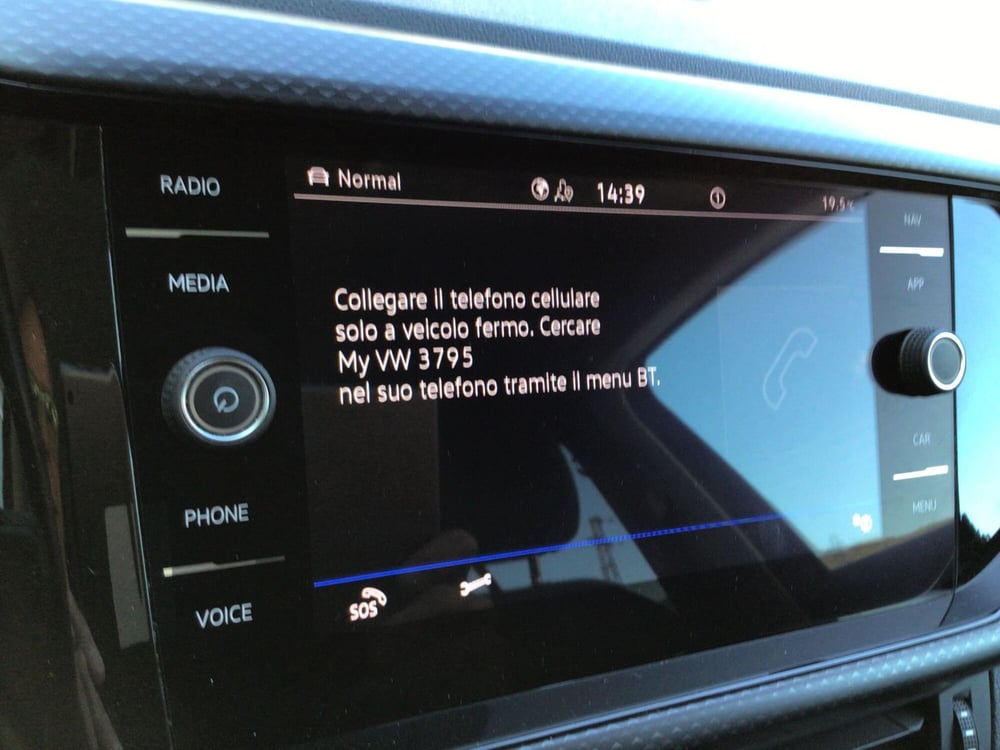 RADIO
MEDIA
PHONE
VOICE
Normal
14:39
19.5°C
Collegare il telefono cellulare
solo a veicolo fermo. Cercare
My VW 3795
nel suo telefono tramite il menu BT.
SOS
NAV
APP
CAR
MENU